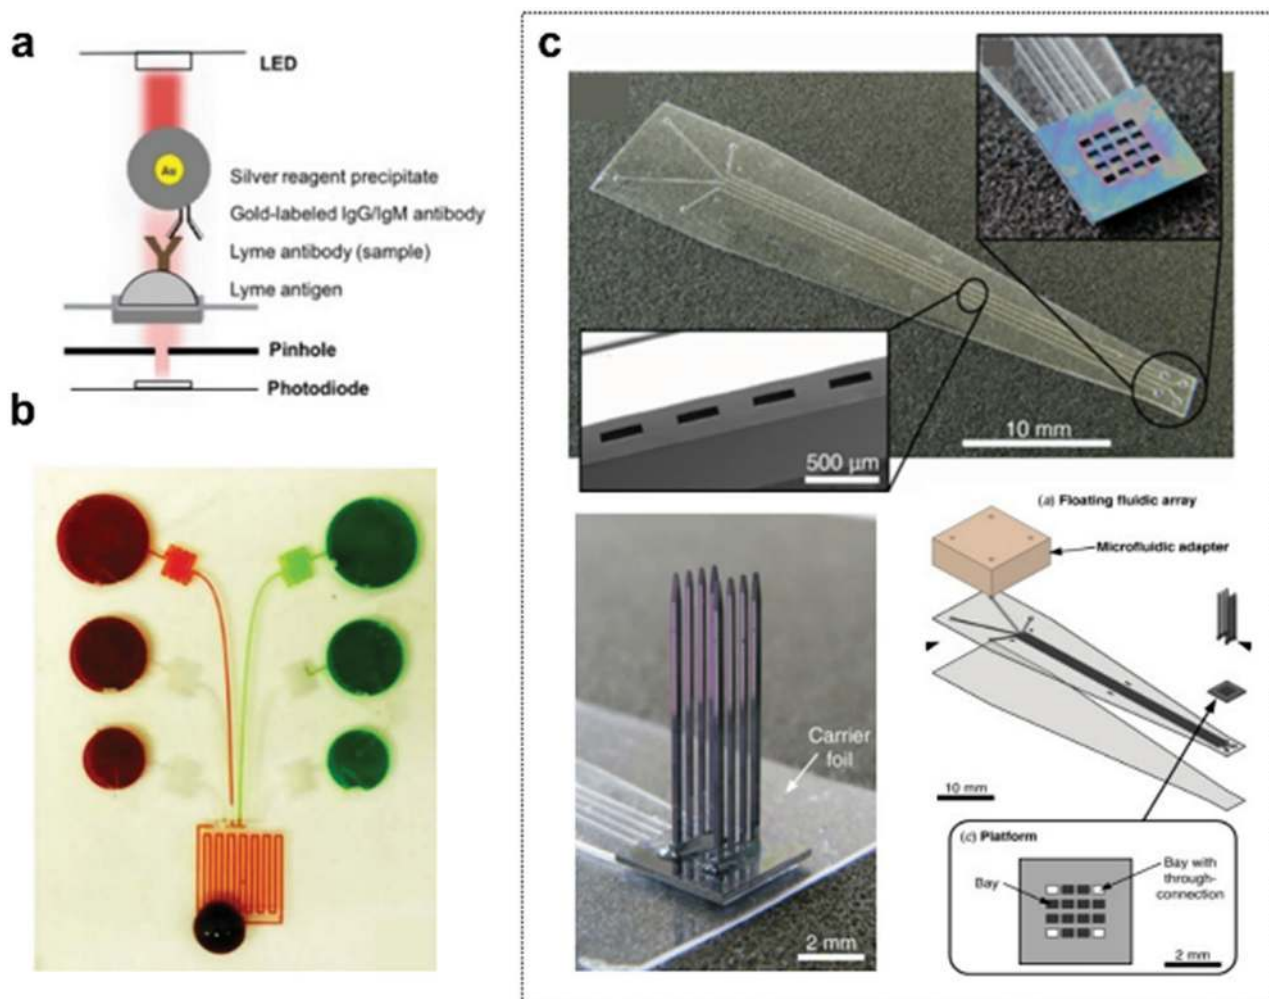 a
LED
Au
Silver reagent precipitate
Gold-labeled IgG/IgM antibody
Lyme antibody (sample)
Lyme antigen
Pinhole
Photodiode
b
c
10 mm
500 μm
Carrier
foil
2 mm
(a) Floating fluidic array
Microfluidic adapter
10 mm
(c) Platform
Bay
Bay with
through-
connection
2 mm